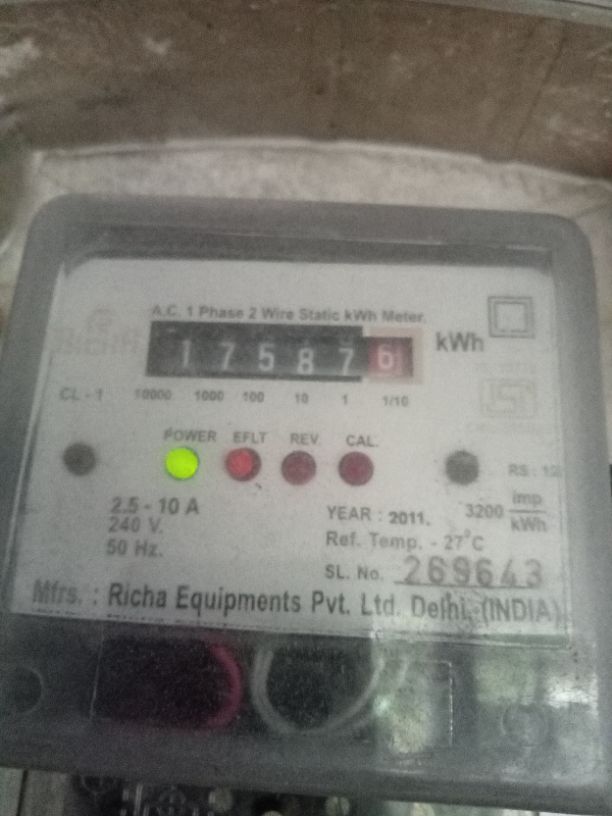 A.C. 1 Phase 2 Wire Static kWh Meter.
RICHA
1 7 5 8 7 6 kWh
CL - 1 10000 1000 100 10 1 1/10
POWER EFLT REV. CAL.
2.5 - 10 A
240 V.
50 Hz.
YEAR : 2011. 3200 imp/kWh
Ref. Temp. - 27°C
SL. No. 269643
Mfrs. : Richa Equipments Pvt. Ltd. Delhi, (INDIA)